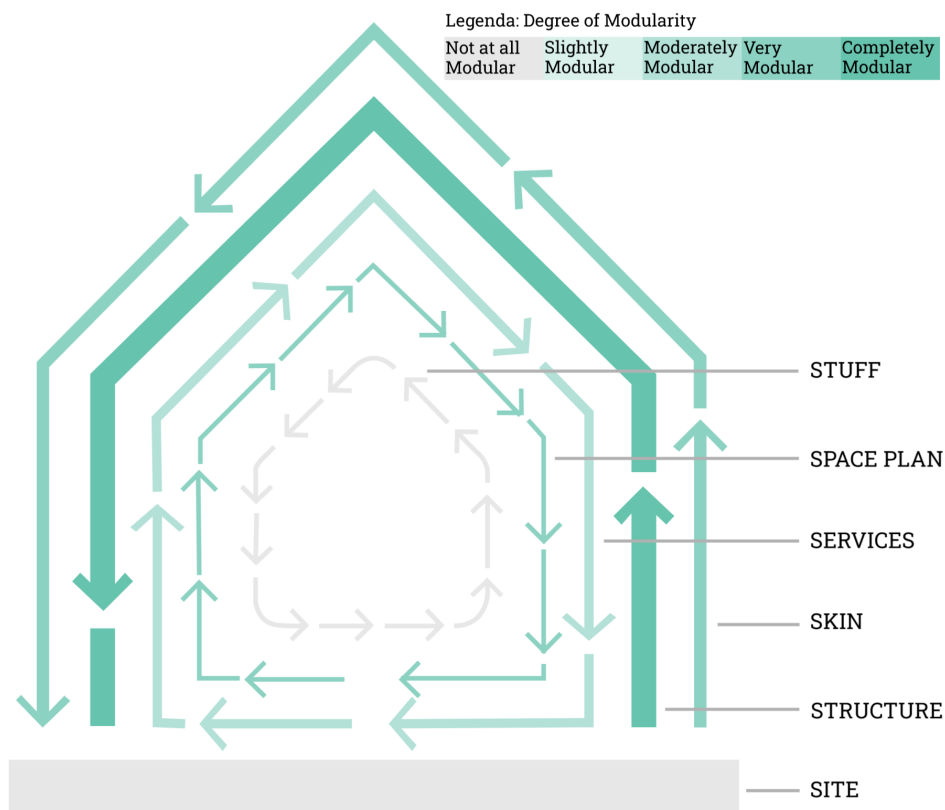 Legenda: Degree of Modularity
Not at all Slightly Moderately Very Completely
Modular Modular Modular Modular Modular
STUFF
SPACE PLAN
SERVICES
SKIN
STRUCTURE
SITE